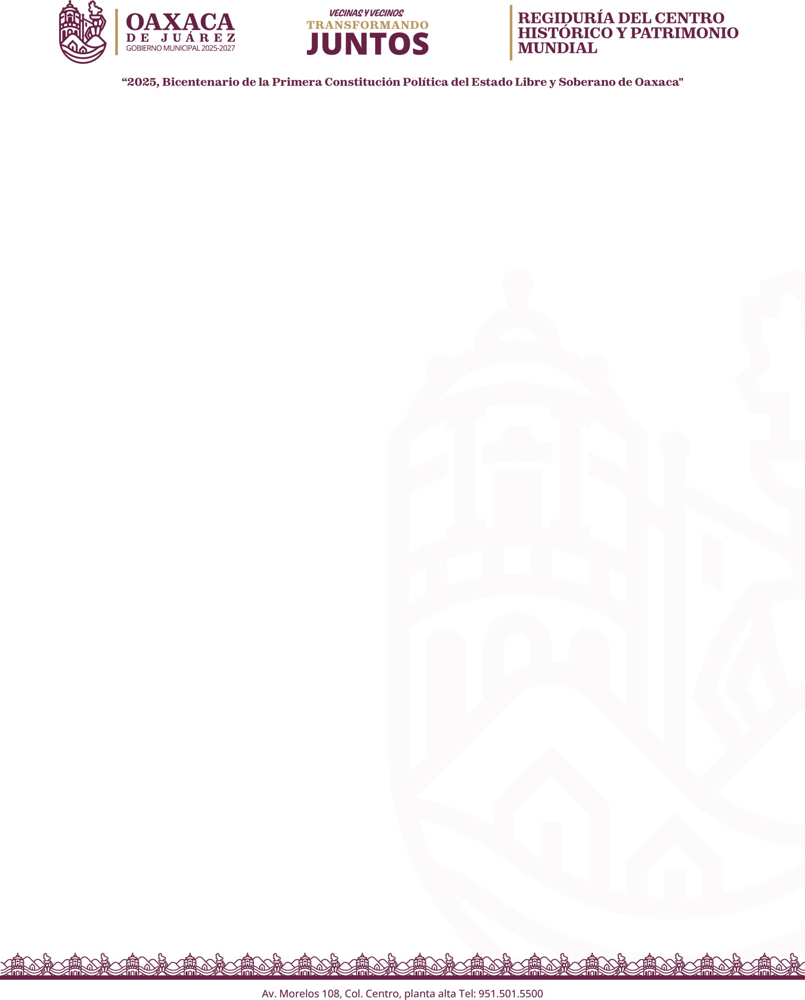 OAXACA
DE JUÁREZ
GOBIERNO MUNICIPAL 2025-2027
VECINAS Y VECINOS
TRANSFORMANDO
JUNTOS
REGIDURÍA DEL CENTRO
HISTÓRICO Y PATRIMONIO
MUNDIAL
“2025, Bicentenario de la Primera Constitución Política del Estado Libre y Soberano de Oaxaca"
Av. Morelos 108, Col. Centro, planta alta Tel: 951.501.5500